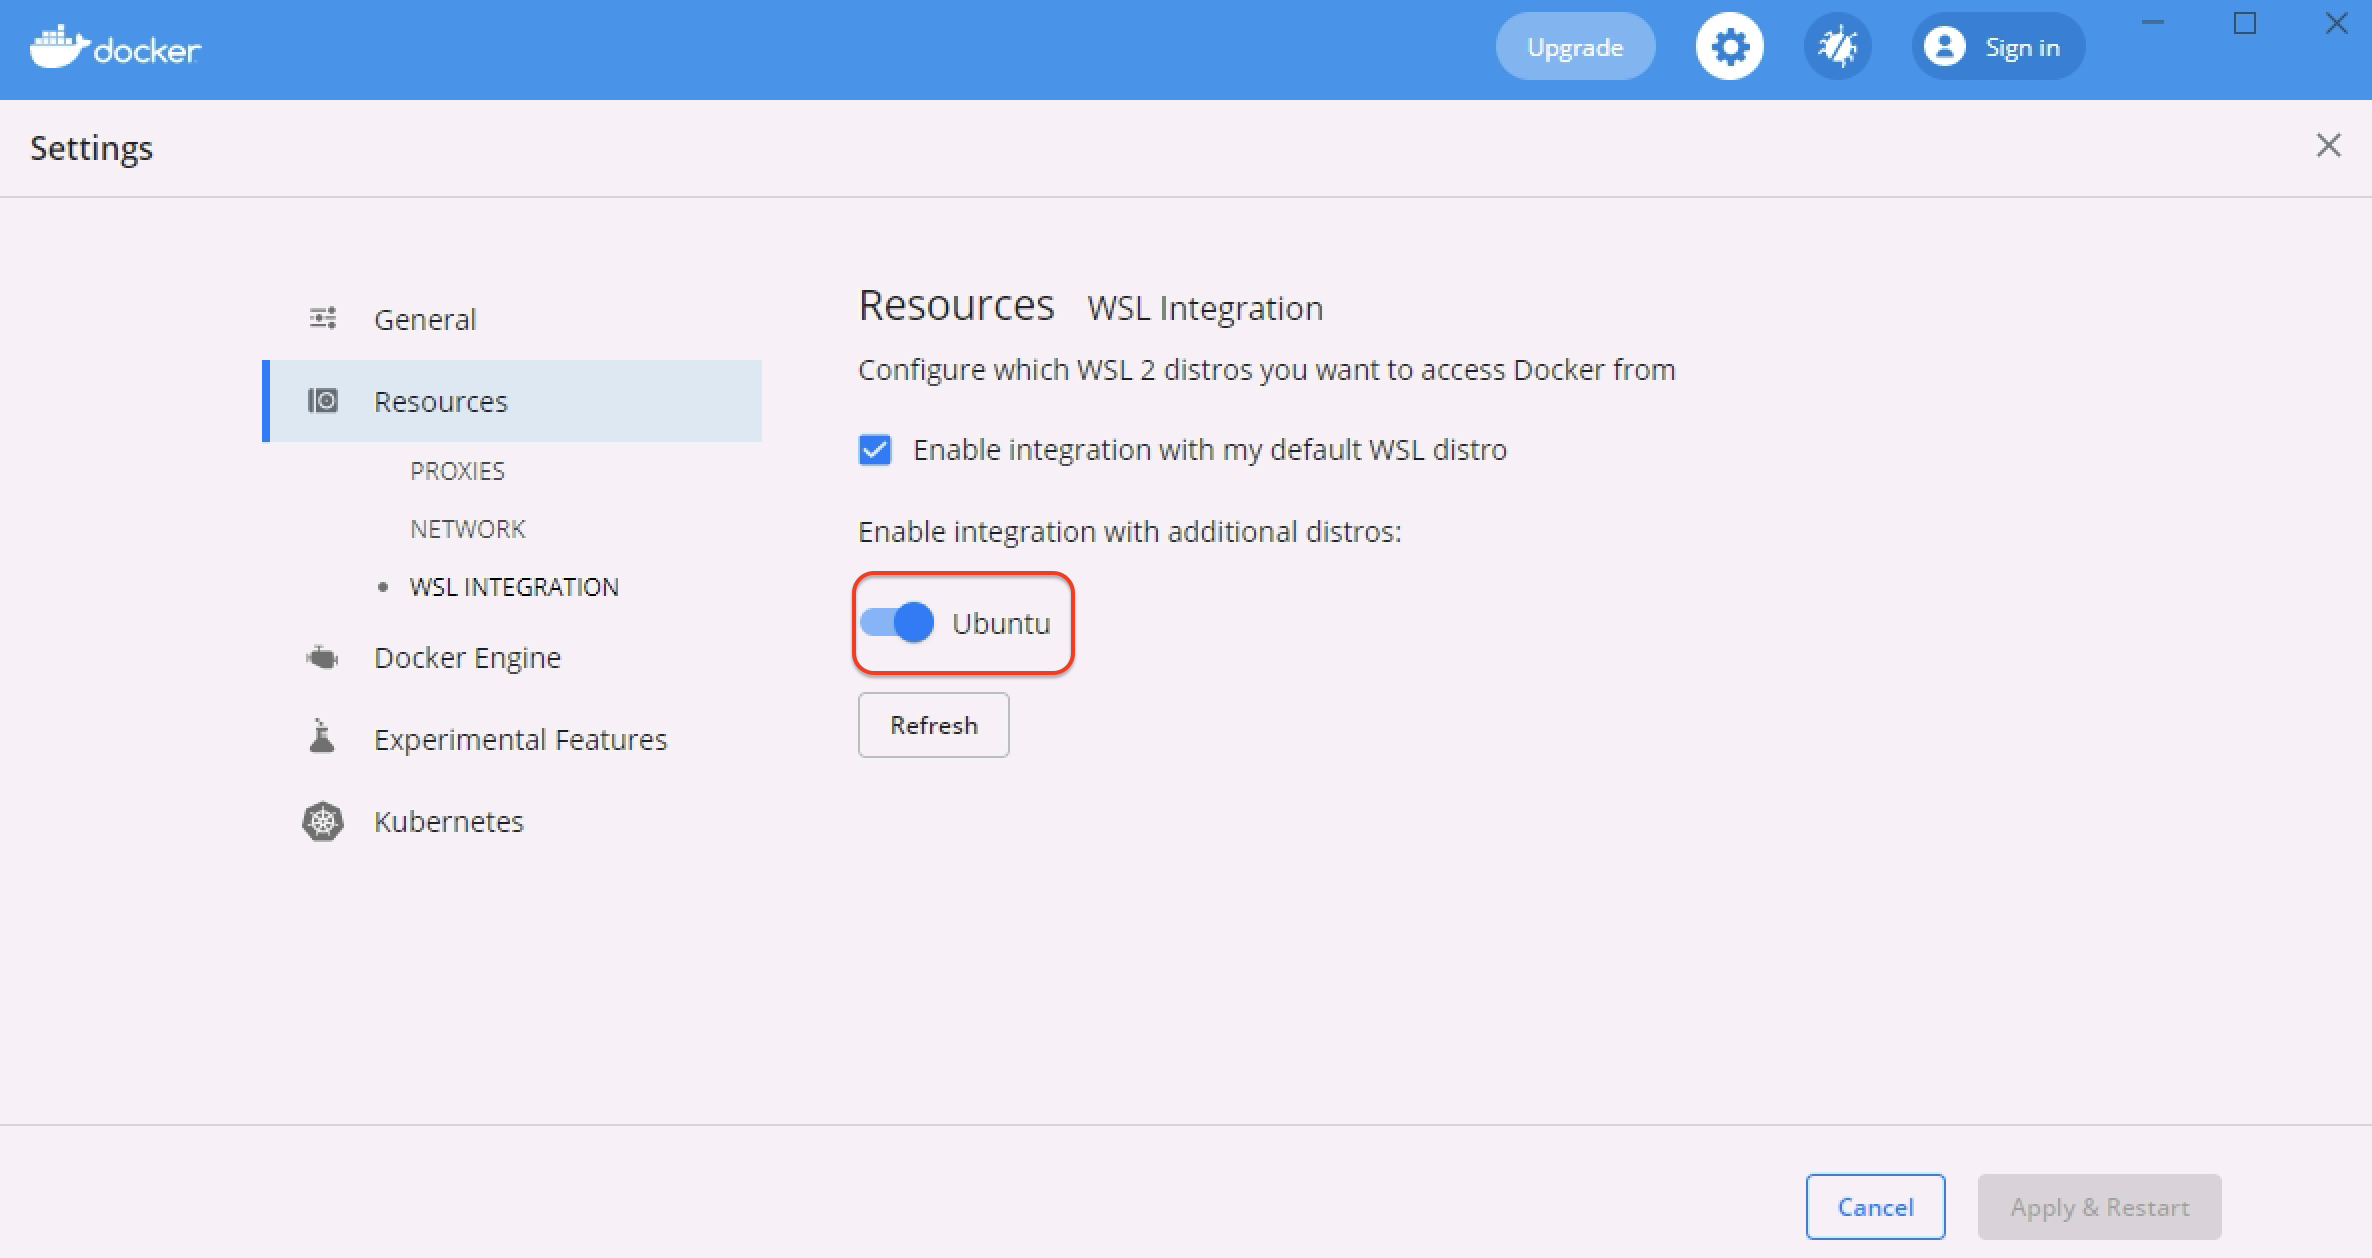 docker
Upgrade
Sign in
Settings
General
Resources
PROXIES
NETWORK
WSL INTEGRATION
Docker Engine
Experimental Features
Kubernetes
Resources WSL Integration
Configure which WSL 2 distros you want to access Docker from
Enable integration with my default WSL distro
Enable integration with additional distros:
Ubuntu
Refresh
Cancel
Apply & Restart